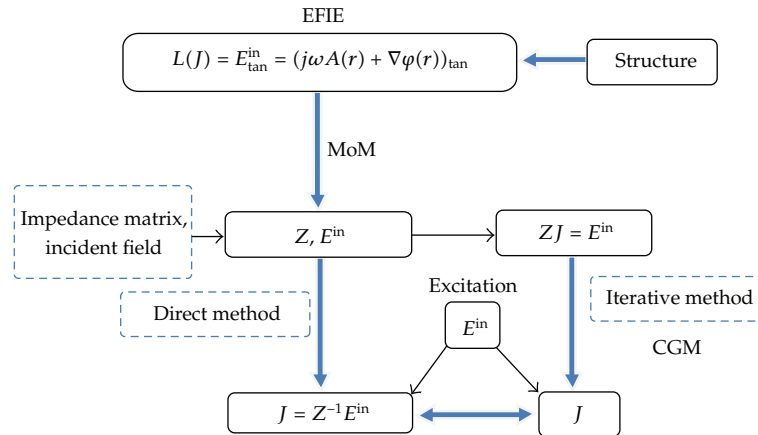 EFIE
L(J) = E^in_tan = (jωA(r) + ∇φ(r))_tan
Structure
MoM
Impedance matrix,
incident field
Z, E^in
ZJ = E^in
Direct method
Excitation
E^in
Iterative method
CGM
J = Z^−1 E^in
J